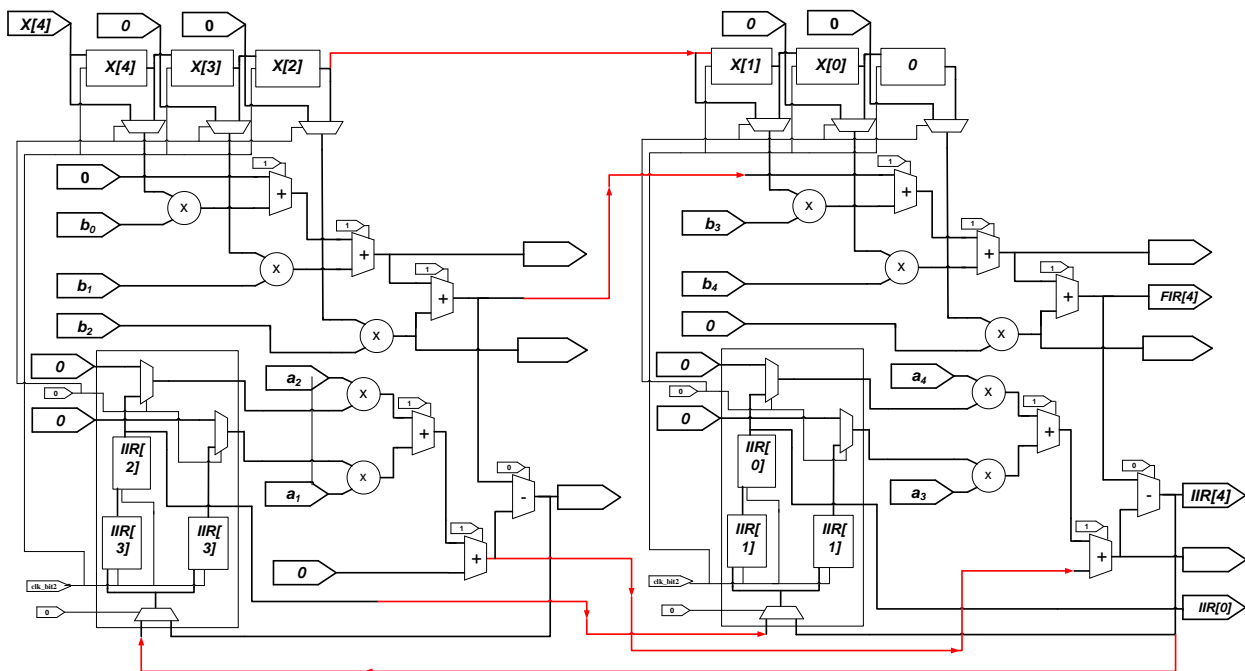 X[4] 0 0 0 0
X[4] X[3] X[2] X[1] X[0] 0
1 1
0 + +
x x
b₀ b₃
1 1
+ +
b₁ x b₄ x
1 1
+ + FIR[4]
b₂ x 0 x
0 a₂ x 0 a₄ x
0 0
1 1
0 + 0 +
IIR[2] IIR[0]
a₁ x a₃ x
0 0
- - IIR[4]
IIR[3] IIR[3] IIR[1] IIR[1]
1 1
0 + +
clk_bit2 clk_bit2
0 0 IIR[0]